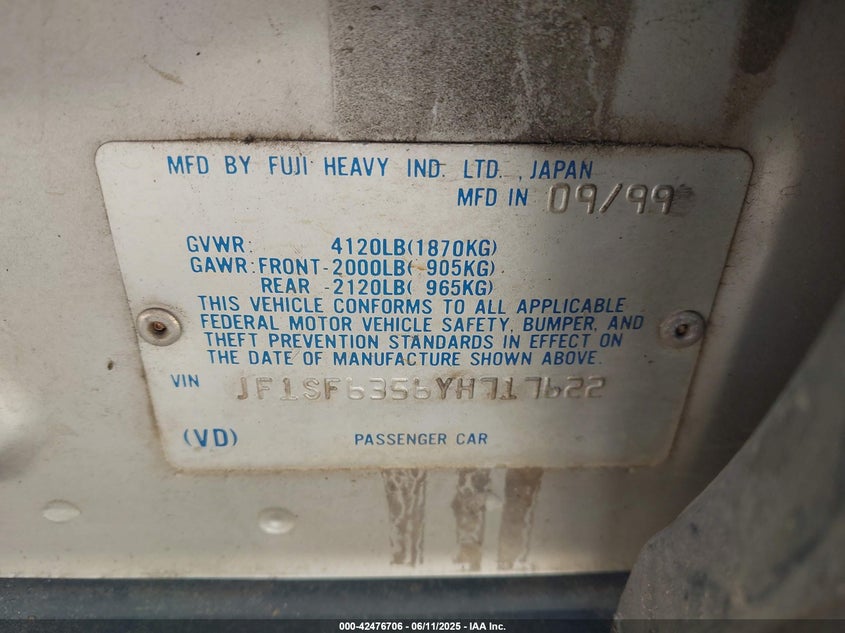 MFD BY FUJI HEAVY IND. LTD., JAPAN
MFD IN 09/99
GVWR: 4120LB(1870KG)
GAWR:FRONT-2000LB( 905KG)
REAR -2120LB( 965KG)
THIS VEHICLE CONFORMS TO ALL APPLICABLE
FEDERAL MOTOR VEHICLE SAFETY, BUMPER, AND
THEFT PREVENTION STANDARDS IN EFFECT ON
THE DATE OF MANUFACTURE SHOWN ABOVE.
VIN JF1SF6356YH717622
(VD) PASSENGER CAR
000-42476706 - 06/11/2025 - IAA Inc.